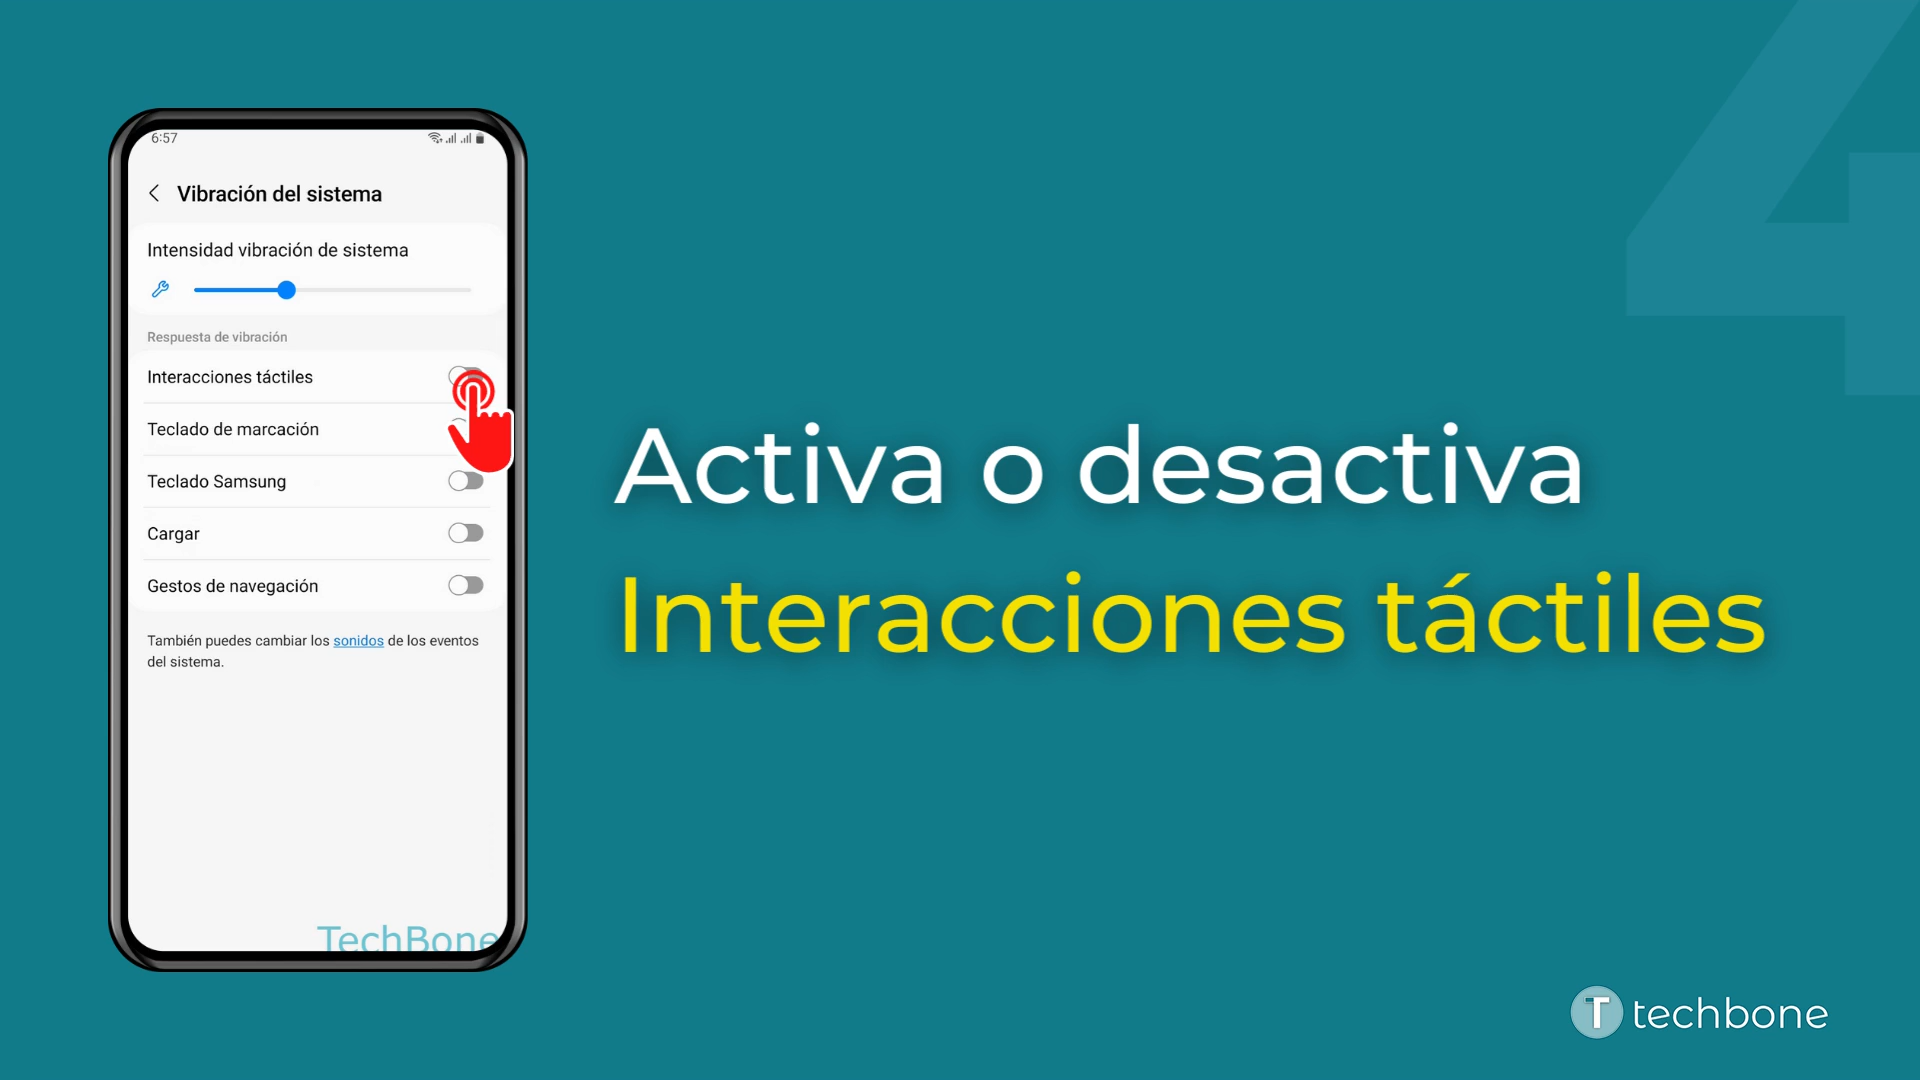 4
6:57
Vibración del sistema
Intensidad vibración de sistema
Respuesta de vibración
Interacciones táctiles
Teclado de marcación
Teclado Samsung
Cargar
Gestos de navegación
También puedes cambiar los sonidos de los eventos
del sistema.
TechBone
Activa o desactiva
Interacciones táctiles
T techbone